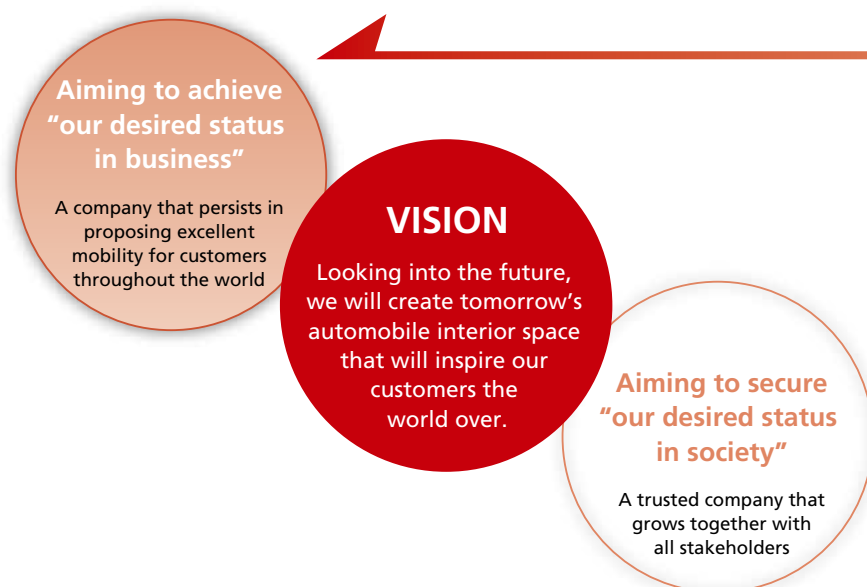 Aiming to achieve
"our desired status
in business"
A company that persists in
proposing excellent
mobility for customers
throughout the world
VISION
Looking into the future,
we will create tomorrow’s
automobile interior space
that will inspire our
customers the
world over.
Aiming to secure
"our desired status
in society"
A trusted company that
grows together with
all stakeholders